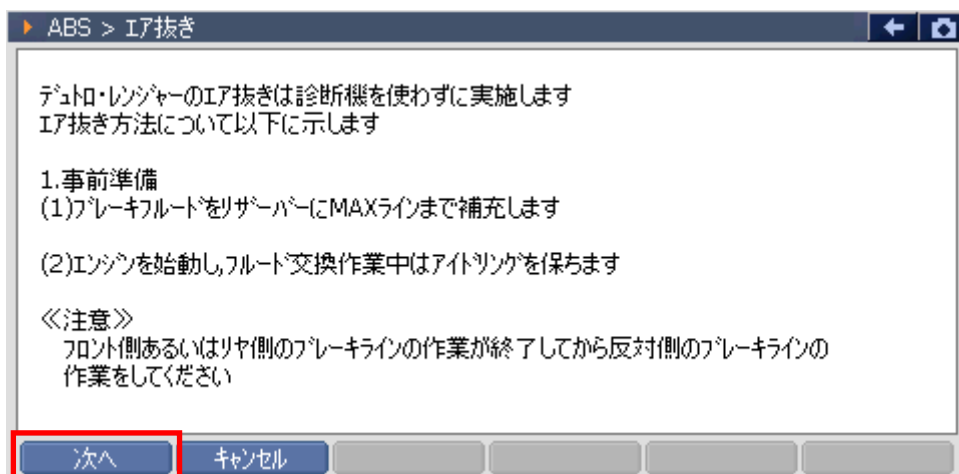 ABS > ｴｱ抜き
ﾃﾞｭﾄﾛ･ﾚﾝｼﾞｬｰのｴｱ抜きは診断機を使わずに実施します
ｴｱ抜き方法について以下に示します
1.事前準備
(1)ﾌﾞﾚｰｷﾌﾙｰﾄﾞをﾘｻﾞｰﾊﾞｰにMAXﾗｲﾝまで補充します
(2)ｴﾝｼﾞﾝを始動し,ﾌﾙｰﾄﾞ交換作業中はｱｲﾄﾞﾘﾝｸﾞを保ちます
≪注意≫
ﾌﾛﾝﾄ側あるいはﾘﾔ側のﾌﾞﾚｰｷﾗｲﾝの作業が終了してから反対側のﾌﾞﾚｰｷﾗｲﾝの
作業をしてください
次へ
ｷｬﾝｾﾙ